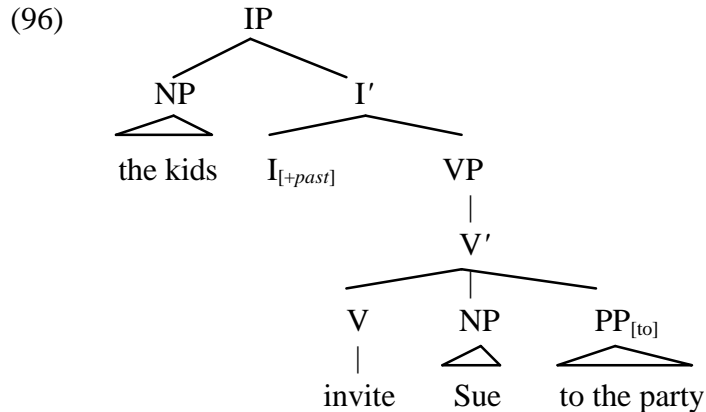 (96) IP
NP I′
the kids I[+past] VP
V′
V NP PP[to]
invite Sue to the party